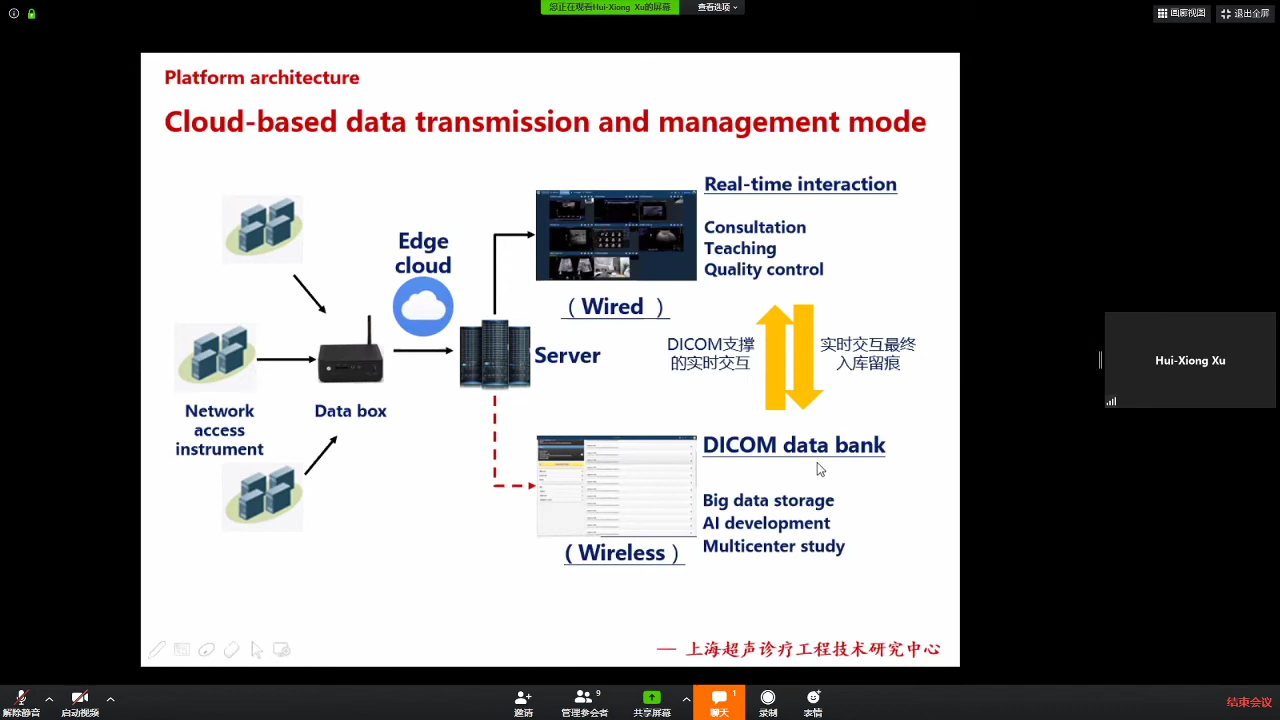 您正在观看Hui-Xiong Xu的屏幕
查看选项
画廊视图
退出全屏
Platform architecture
Cloud-based data transmission and management mode
Real-time interaction
Consultation
Teaching
Quality control
Edge
cloud
（Wired ）
Server
DICOM支撑
的实时交互
实时交互最终
入库留痕
Hui-Xiong Xu
Network
access
instrument
Data box
DICOM data bank
Big data storage
AI development
Multicenter study
(Wireless）
— 上海超声诊疗工程技术研究中心
解除静音
启动视频
邀请
9
管理参会者
共享屏幕
1
聊天
录制
表情
结束会议